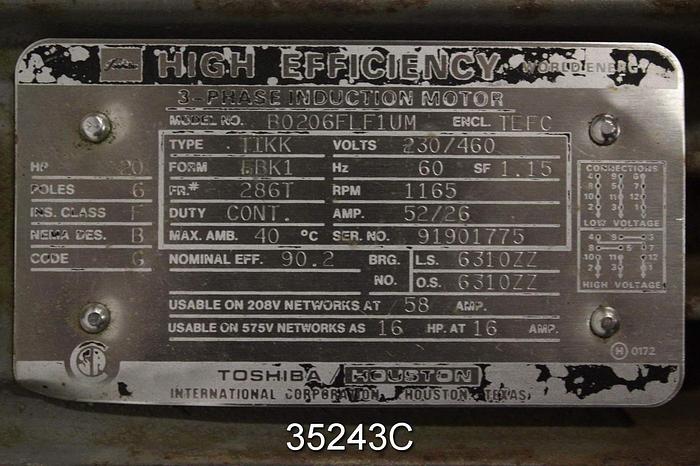 HIGH EFFICIENCY WORLD ENERGY
3-PHASE INDUCTION MOTOR
MODEL NO. B0206FLF1UM ENCL. TEFC
TYPE TIKK VOLTS 230/460
HP 20 FORM FBK1 Hz 60 SF 1.15
POLES 6 FR.# 286T RPM 1165
INS. CLASS F DUTY CONT. AMP. 52/26
NEMA DES. B MAX. AMB. 40 °C SER. NO. 91901775
CODE G NOMINAL EFF. 90.2 BRG. NO. L.S. 6310ZZ
O.S. 6310ZZ
USABLE ON 208V NETWORKS AT 58 AMP.
USABLE ON 575V NETWORKS AS 16 HP. AT 16 AMP.
CONNECTIONS
LOW VOLTAGE
HIGH VOLTAGE
H 0172
TOSHIBA HOUSTON
INTERNATIONAL CORPORATION HOUSTON, TEXAS
35243C